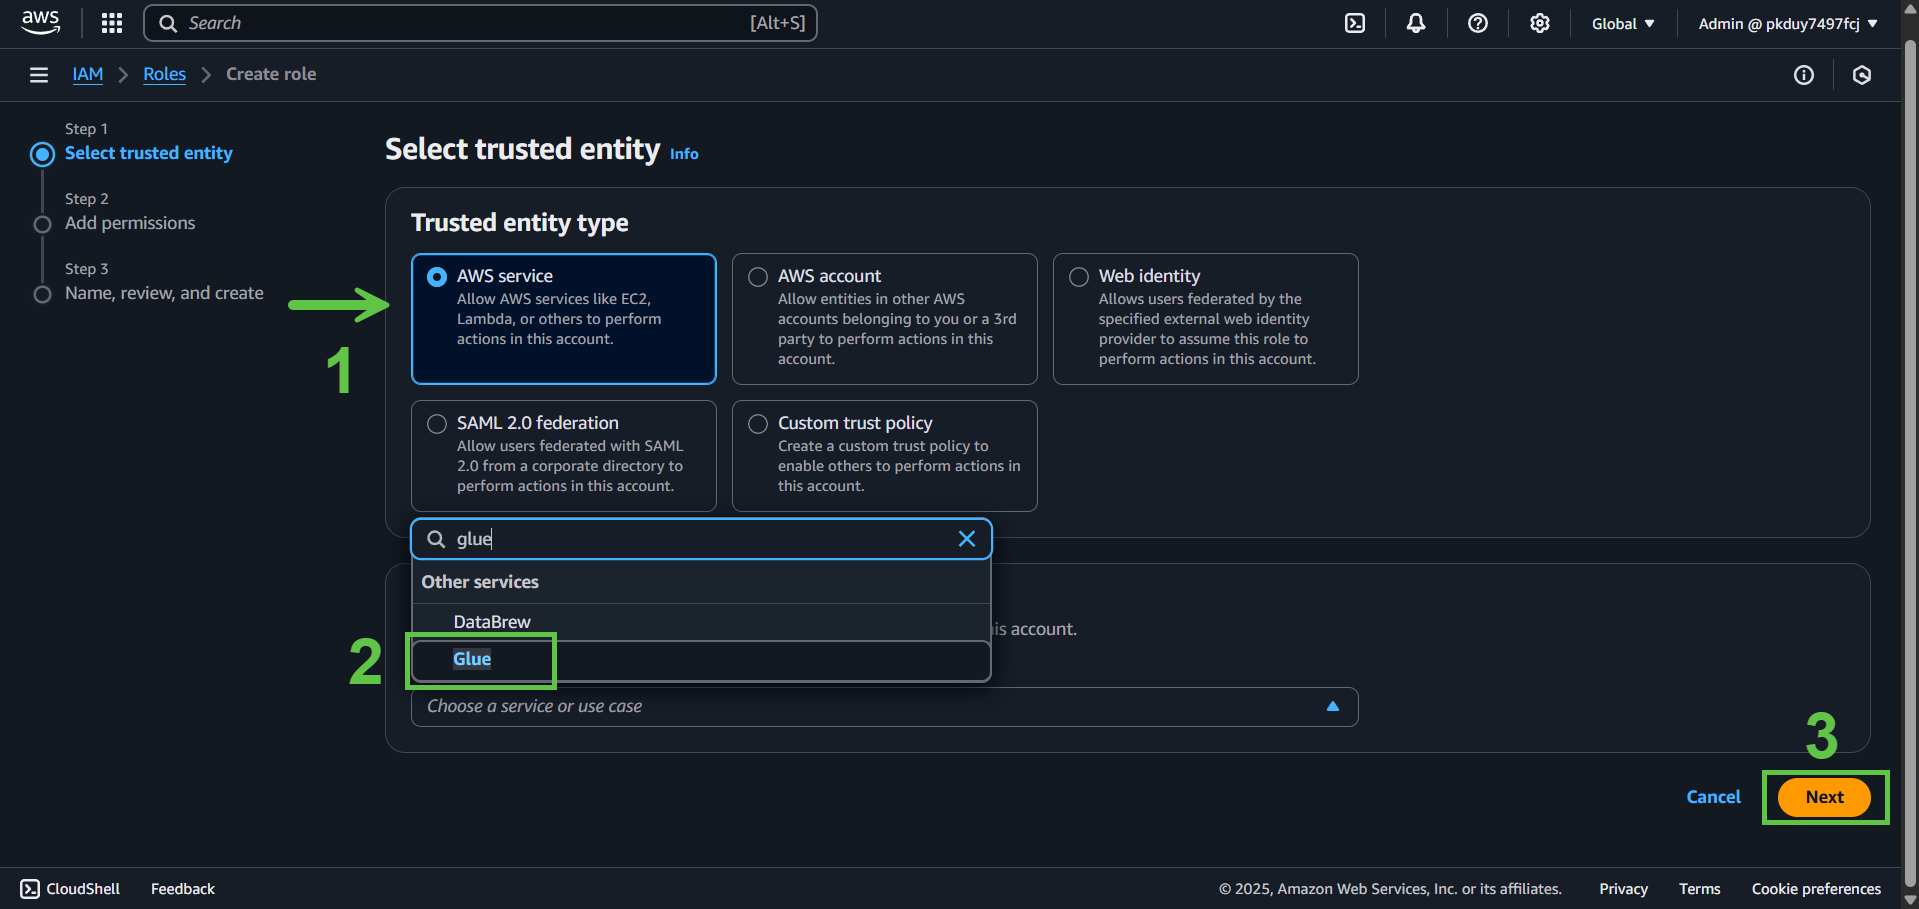 aws
Search [Alt+S]
Global Admin @ pkduy7497fcj
IAM Roles Create role
Step 1
Select trusted entity
Step 2
Add permissions
Step 3
Name, review, and create
Select trusted entity Info
Trusted entity type
AWS service
Allow AWS services like EC2,
Lambda, or others to perform
actions in this account.
AWS account
Allow entities in other AWS
accounts belonging to you or a 3rd
party to perform actions in this
account.
Web identity
Allows users federated by the
specified external web identity
provider to assume this role to
perform actions in this account.
1
SAML 2.0 federation
Allow users federated with SAML
2.0 from a corporate directory to
perform actions in this account.
Custom trust policy
Create a custom trust policy to
enable others to perform actions in
this account.
glue
Other services
DataBrew
is account.
2
Glue
Choose a service or use case
3
Cancel Next
CloudShell Feedback © 2025, Amazon Web Services, Inc. or its affiliates. Privacy Terms Cookie preferences